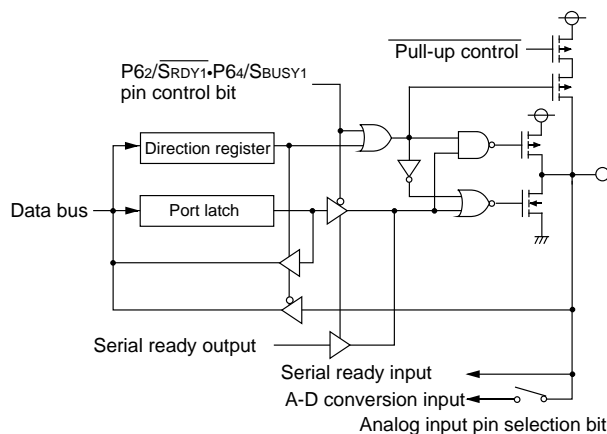 Pull-up control
P62/SRDY1•P64/SBUSY1
pin control bit
Direction register
Data bus
Port latch
Serial ready output
Serial ready input
A-D conversion input
Analog input pin selection bit